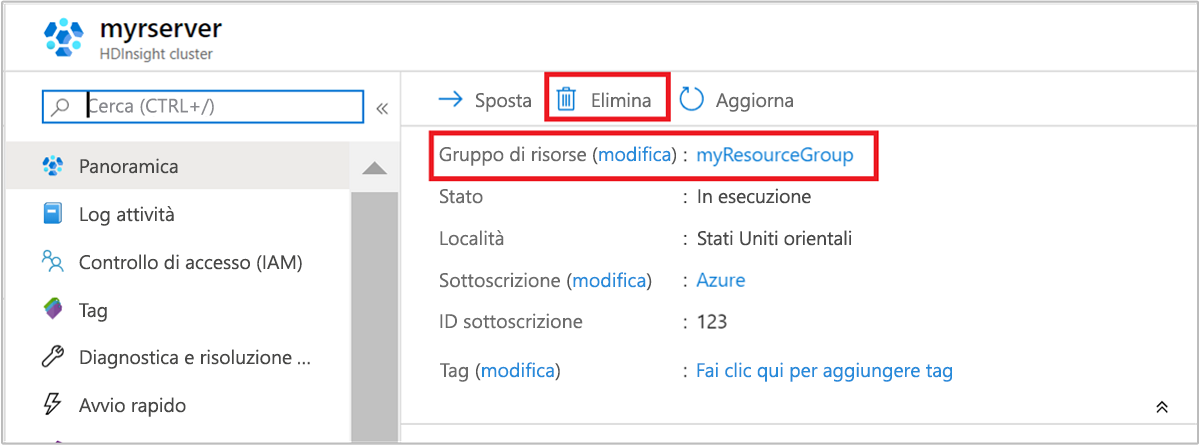 myrserver
HDInsight cluster
Cerca (CTRL+/)
«
Panoramica
Log attività
Controllo di accesso (IAM)
Tag
Diagnostica e risoluzione ...
Avvio rapido
Sposta Elimina Aggiorna
Gruppo di risorse (modifica) : myResourceGroup
Stato : In esecuzione
Località : Stati Uniti orientali
Sottoscrizione (modifica) : Azure
ID sottoscrizione : 123
Tag (modifica) : Fai clic qui per aggiungere tag